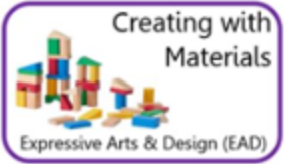 Creating with
Materials
Expressive Arts & Design (EAD)